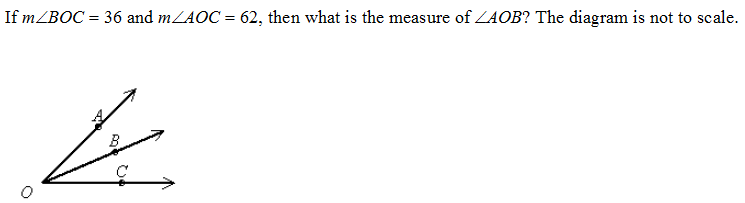 If m∠BOC = 36 and m∠AOC = 62, then what is the measure of ∠AOB? The diagram is not to scale.
A
B
C
O